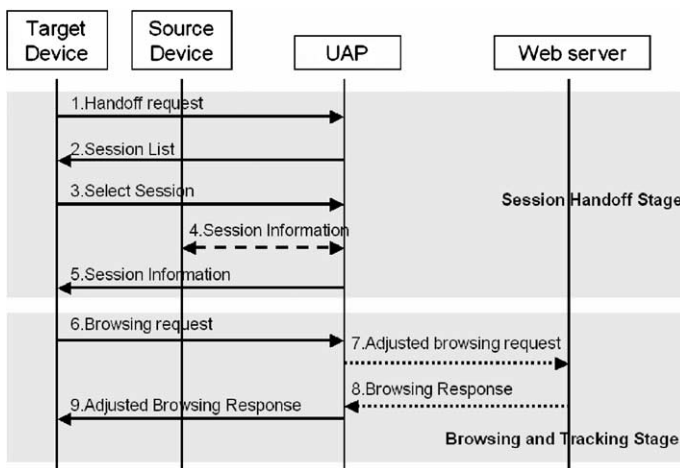 Target
Device
Source
Device
UAP
Web server
1.Handoff request
2.Session List
3.Select Session
Session Handoff Stage
4.Session Information
5.Session Information
6.Browsing request
7.Adjusted browsing request
8.Browsing Response
9.Adjusted Browsing Response
Browsing and Tracking Stage